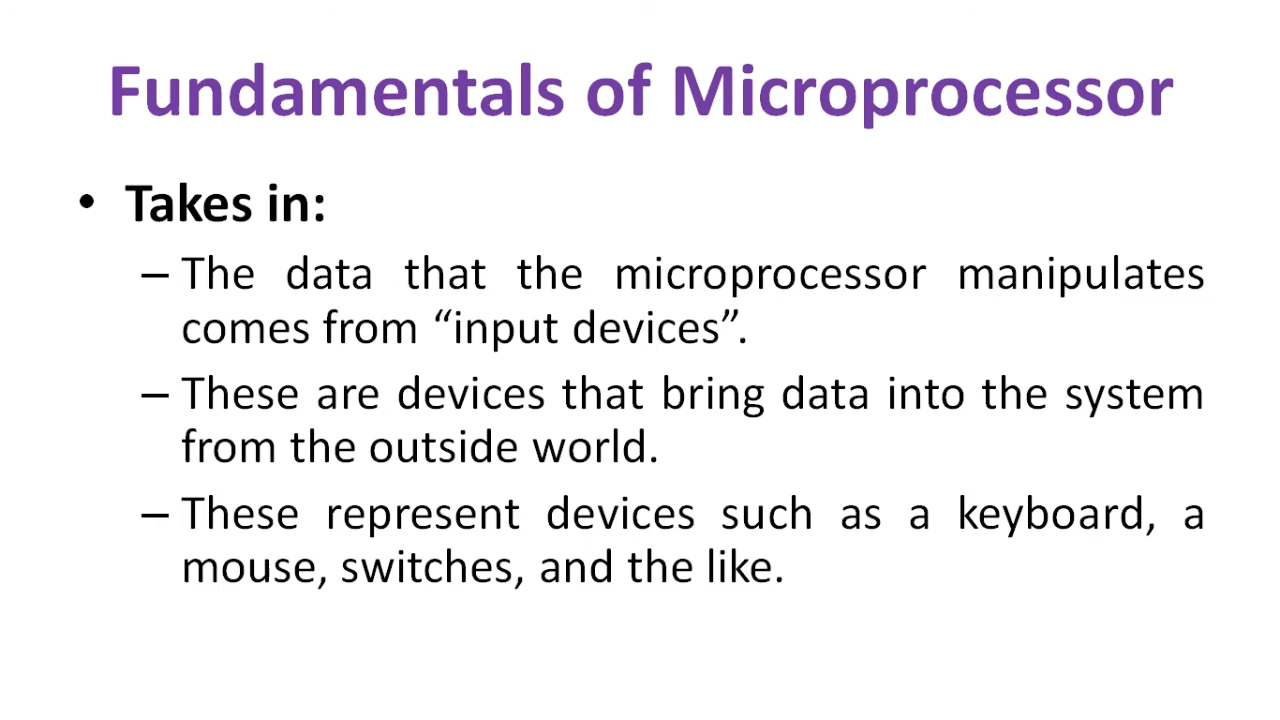 Fundamentals of Microprocessor
• Takes in:
– The data that the microprocessor manipulates
comes from “input devices”.
– These are devices that bring data into the system
from the outside world.
– These represent devices such as a keyboard, a
mouse, switches, and the like.